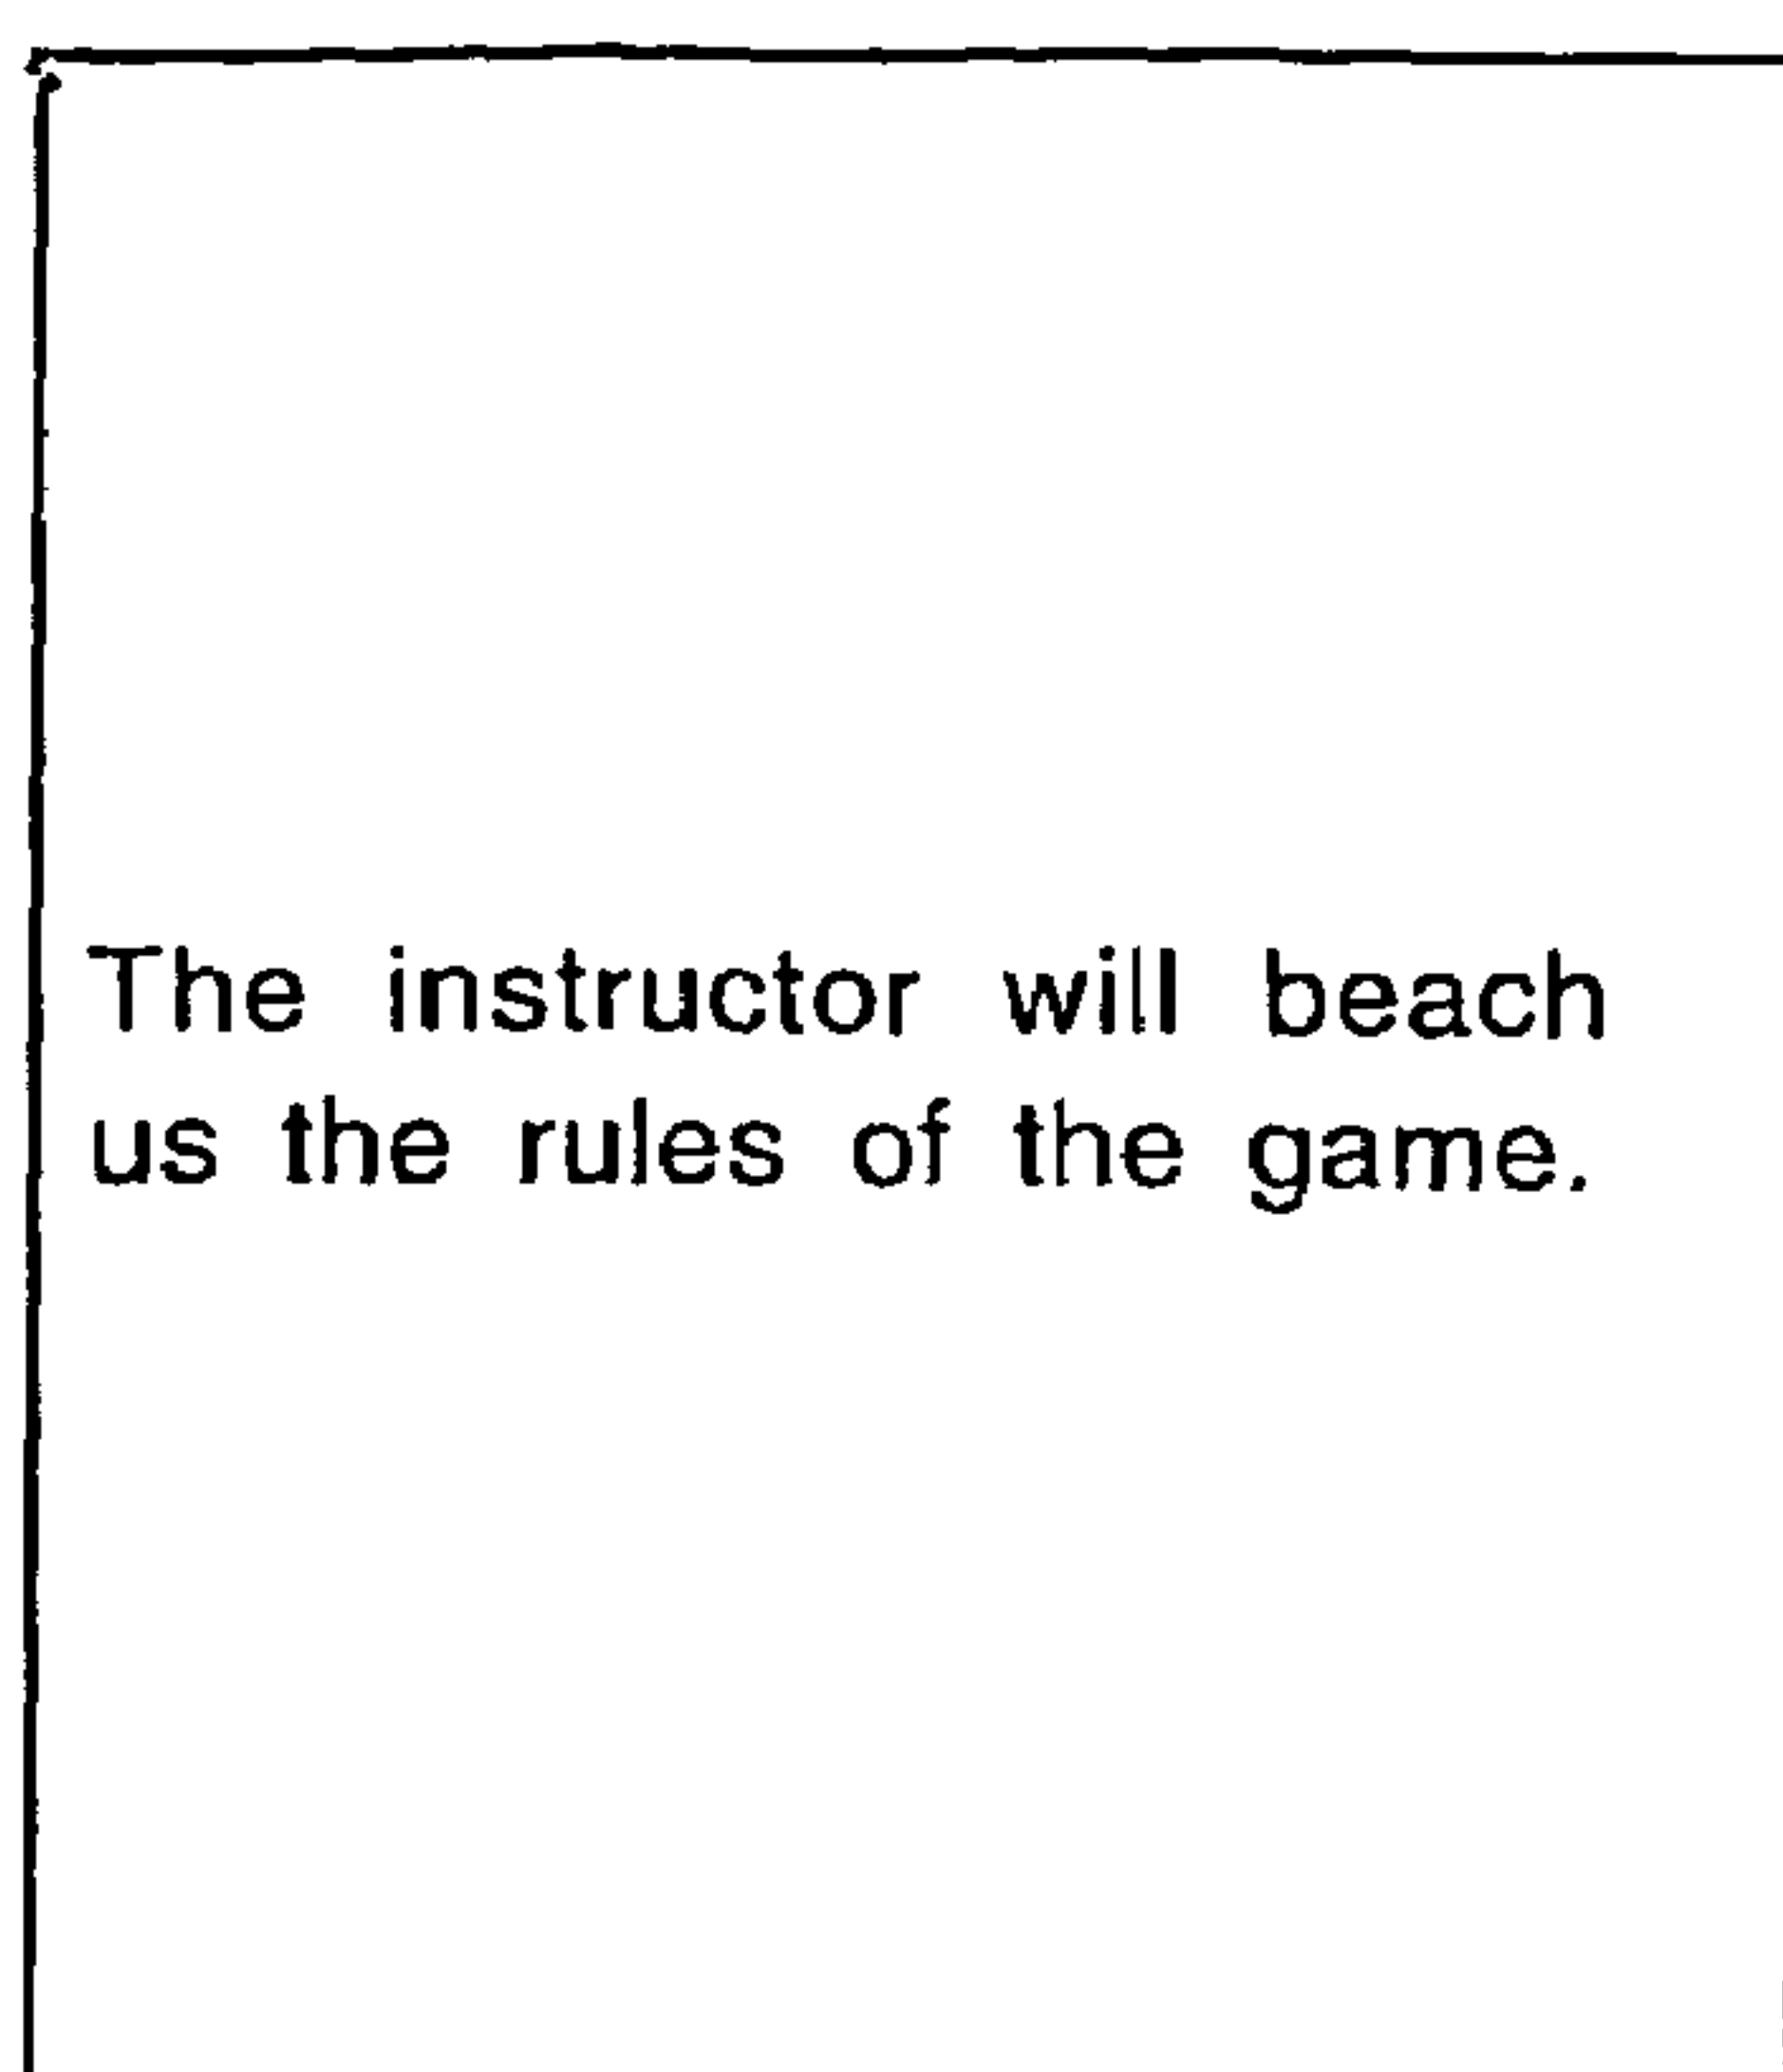 The instructor will beach
us the rules of the game.